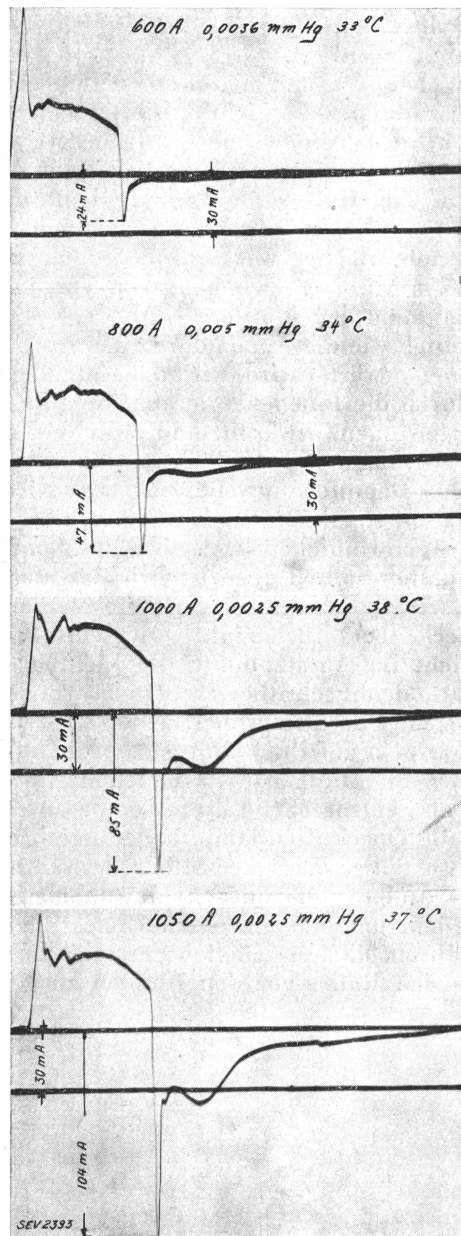 600 A 0,0036 mm Hg 33°C
24 mA
30 mA
800 A 0,005 mm Hg 34°C
47 mA
30 mA
1000 A 0,0025 mm Hg 38°C
30 mA
85 mA
1050 A 0,0025 mm Hg 37°C
30 mA
104 mA
SEV 2393